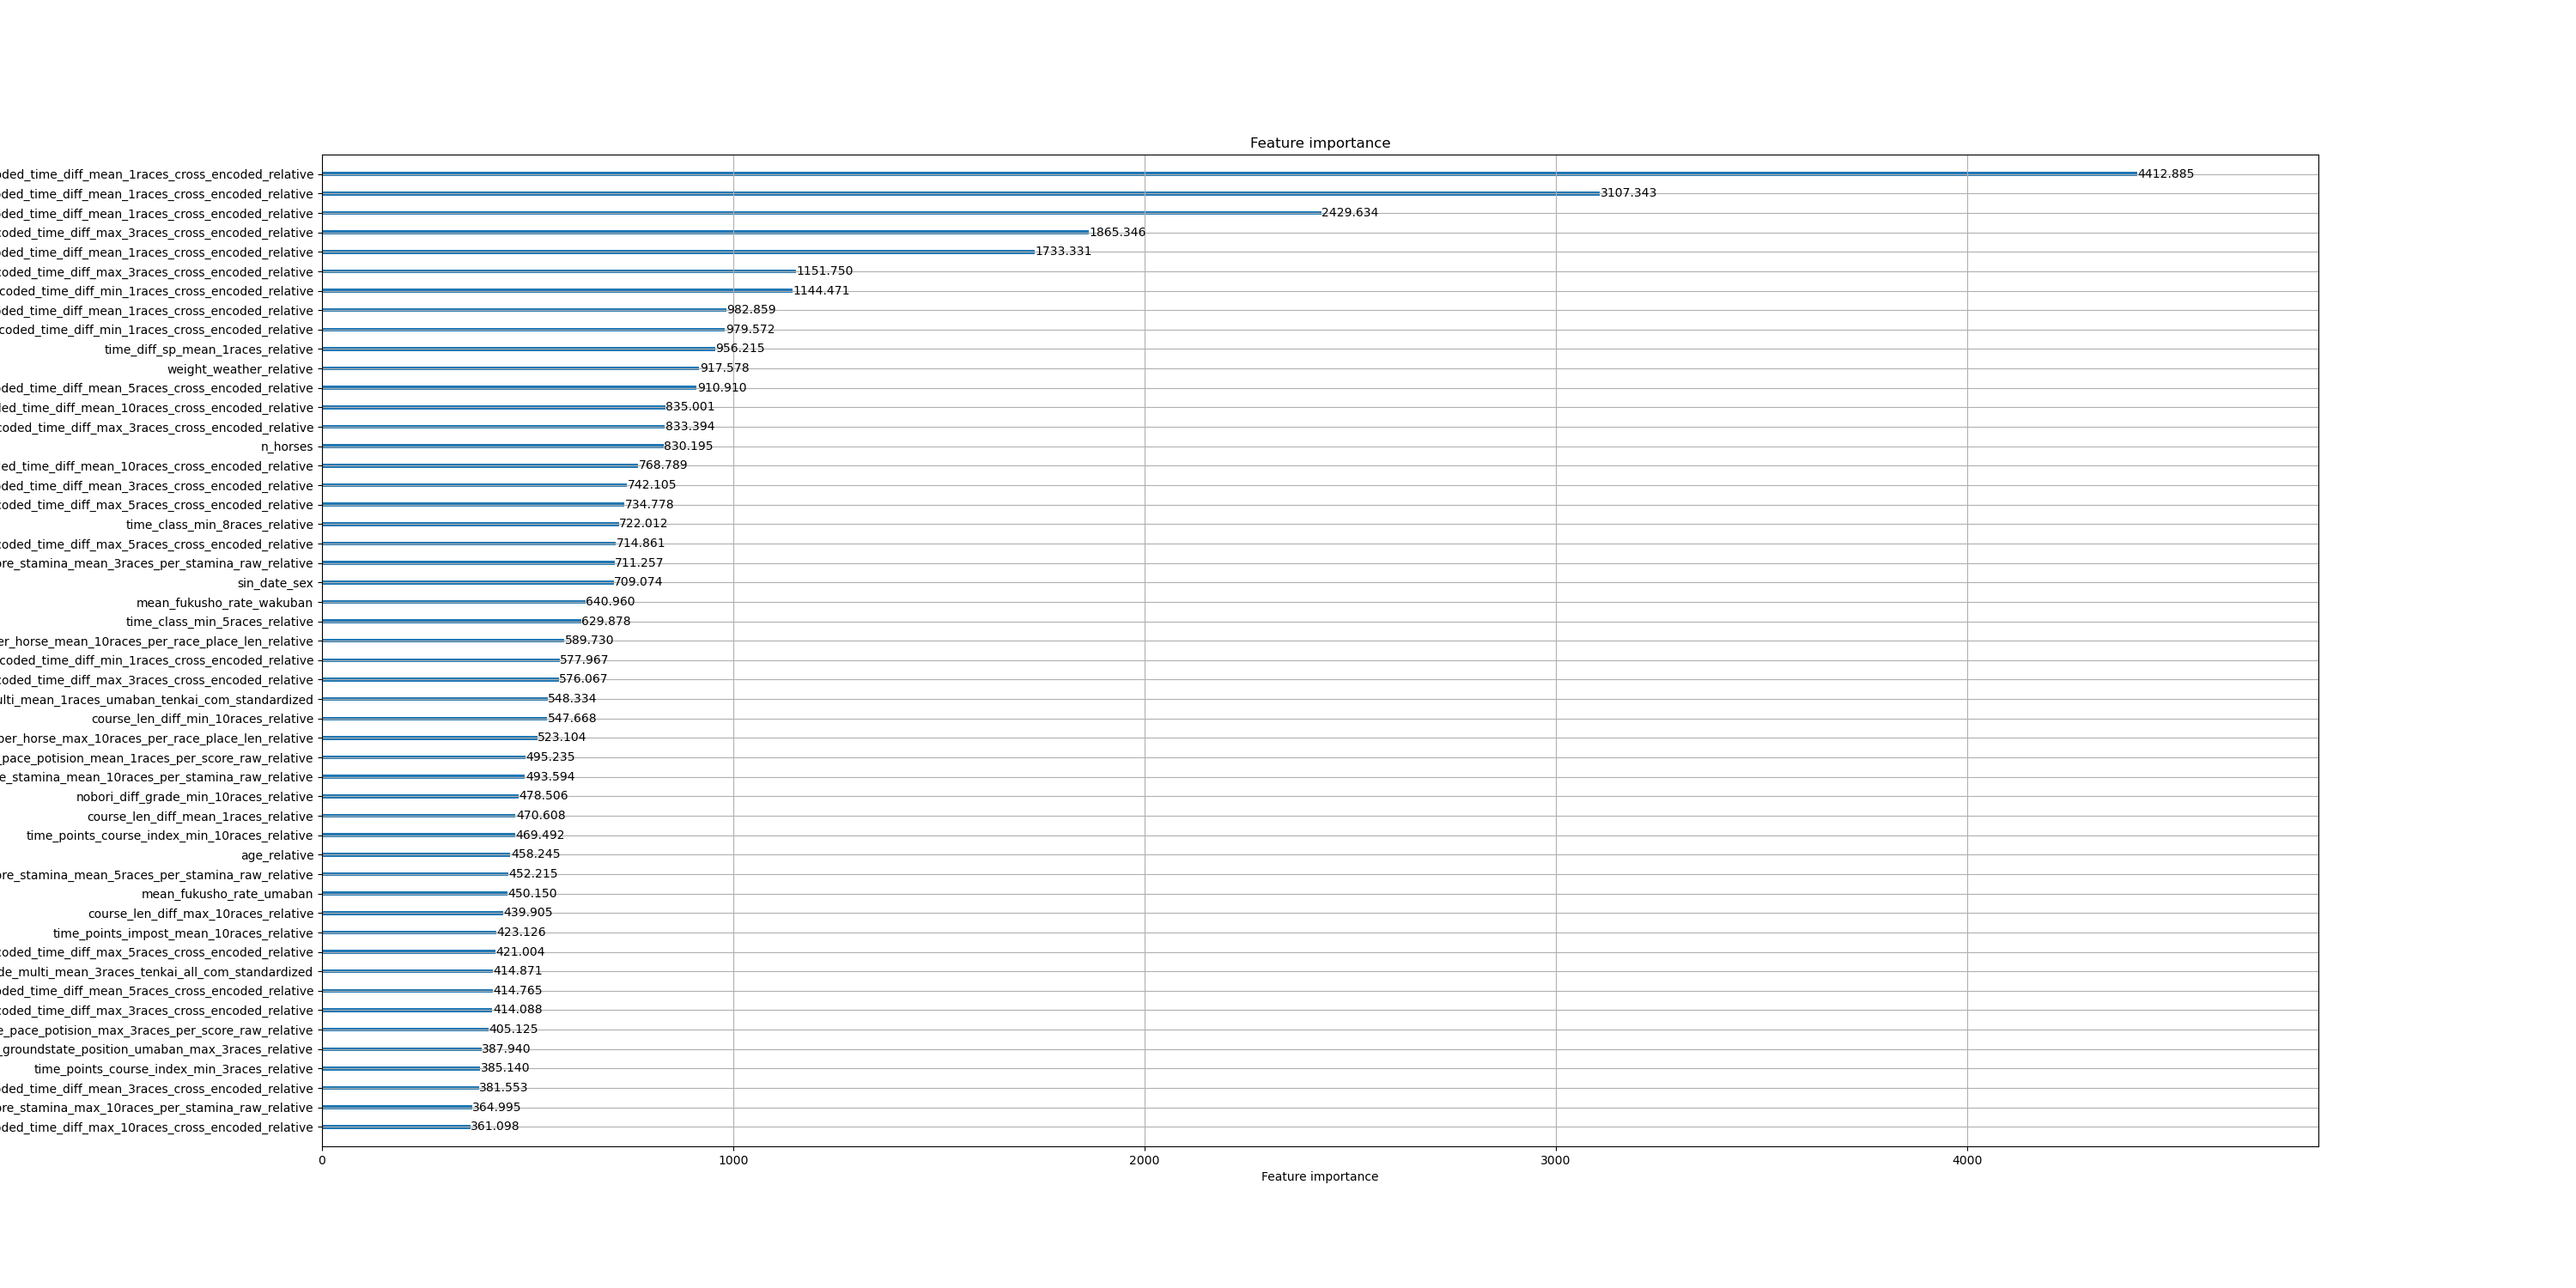 Feature importance
ded_time_diff_mean_1races_cross_encoded_relative 4412.885
ded_time_diff_mean_1races_cross_encoded_relative 3107.343
ded_time_diff_mean_1races_cross_encoded_relative 2429.634
coded_time_diff_max_3races_cross_encoded_relative 1865.346
ded_time_diff_mean_1races_cross_encoded_relative 1733.331
coded_time_diff_max_3races_cross_encoded_relative 1151.750
coded_time_diff_min_1races_cross_encoded_relative 1144.471
ded_time_diff_mean_1races_cross_encoded_relative 982.859
coded_time_diff_min_1races_cross_encoded_relative 979.572
time_diff_sp_mean_1races_relative 956.215
weight_weather_relative 917.578
ded_time_diff_mean_5races_cross_encoded_relative 910.910
ed_time_diff_mean_10races_cross_encoded_relative 835.001
coded_time_diff_max_3races_cross_encoded_relative 833.394
n_horses 830.195
ed_time_diff_mean_10races_cross_encoded_relative 768.789
ded_time_diff_mean_3races_cross_encoded_relative 742.105
coded_time_diff_max_5races_cross_encoded_relative 734.778
time_class_min_8races_relative 722.012
coded_time_diff_max_5races_cross_encoded_relative 714.861
re_stamina_mean_3races_per_stamina_raw_relative 711.257
sin_date_sex 709.074
mean_fukusho_rate_wakuban 640.960
time_class_min_5races_relative 629.878
er_horse_mean_10races_per_race_place_len_relative 589.730
coded_time_diff_min_1races_cross_encoded_relative 577.967
coded_time_diff_max_3races_cross_encoded_relative 576.067
ulti_mean_1races_umaban_tenkai_com_standardized 548.334
course_len_diff_min_10races_relative 547.668
per_horse_max_10races_per_race_place_len_relative 523.104
_pace_potision_mean_1races_per_score_raw_relative 495.235
e_stamina_mean_10races_per_stamina_raw_relative 493.594
nobori_diff_grade_min_10races_relative 478.506
course_len_diff_mean_1races_relative 470.608
time_points_course_index_min_10races_relative 469.492
age_relative 458.245
re_stamina_mean_5races_per_stamina_raw_relative 452.215
mean_fukusho_rate_umaban 450.150
course_len_diff_max_10races_relative 439.905
time_points_impost_mean_10races_relative 423.126
coded_time_diff_max_5races_cross_encoded_relative 421.004
de_multi_mean_3races_tenkai_all_com_standardized 414.871
ded_time_diff_mean_5races_cross_encoded_relative 414.765
coded_time_diff_max_3races_cross_encoded_relative 414.088
e_pace_potision_max_3races_per_score_raw_relative 405.125
_groundstate_position_umaban_max_3races_relative 387.940
time_points_course_index_min_3races_relative 385.140
ded_time_diff_mean_3races_cross_encoded_relative 381.553
re_stamina_max_10races_per_stamina_raw_relative 364.995
ded_time_diff_max_10races_cross_encoded_relative 361.098
0 1000 2000 3000 4000
Feature importance